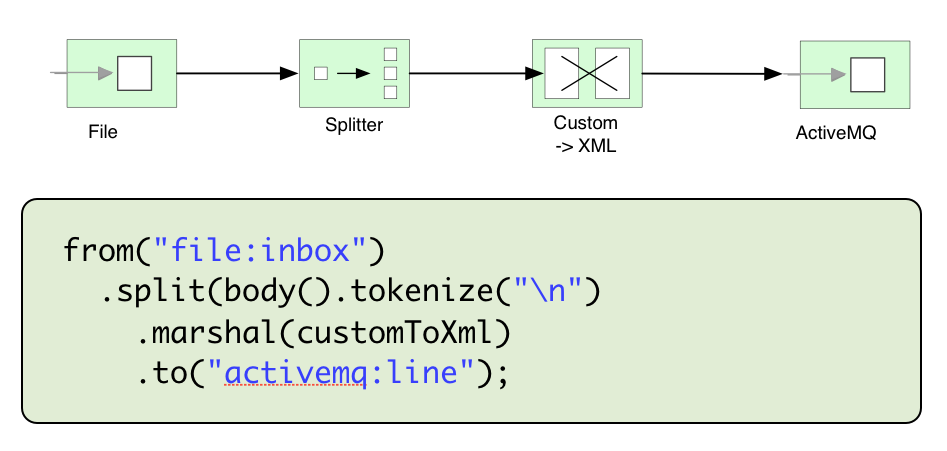 File
Splitter
Custom
-> XML
ActiveMQ
from("file:inbox")
.split(body().tokenize("\n")
.marshal(customToXml)
.to("activemq:line");